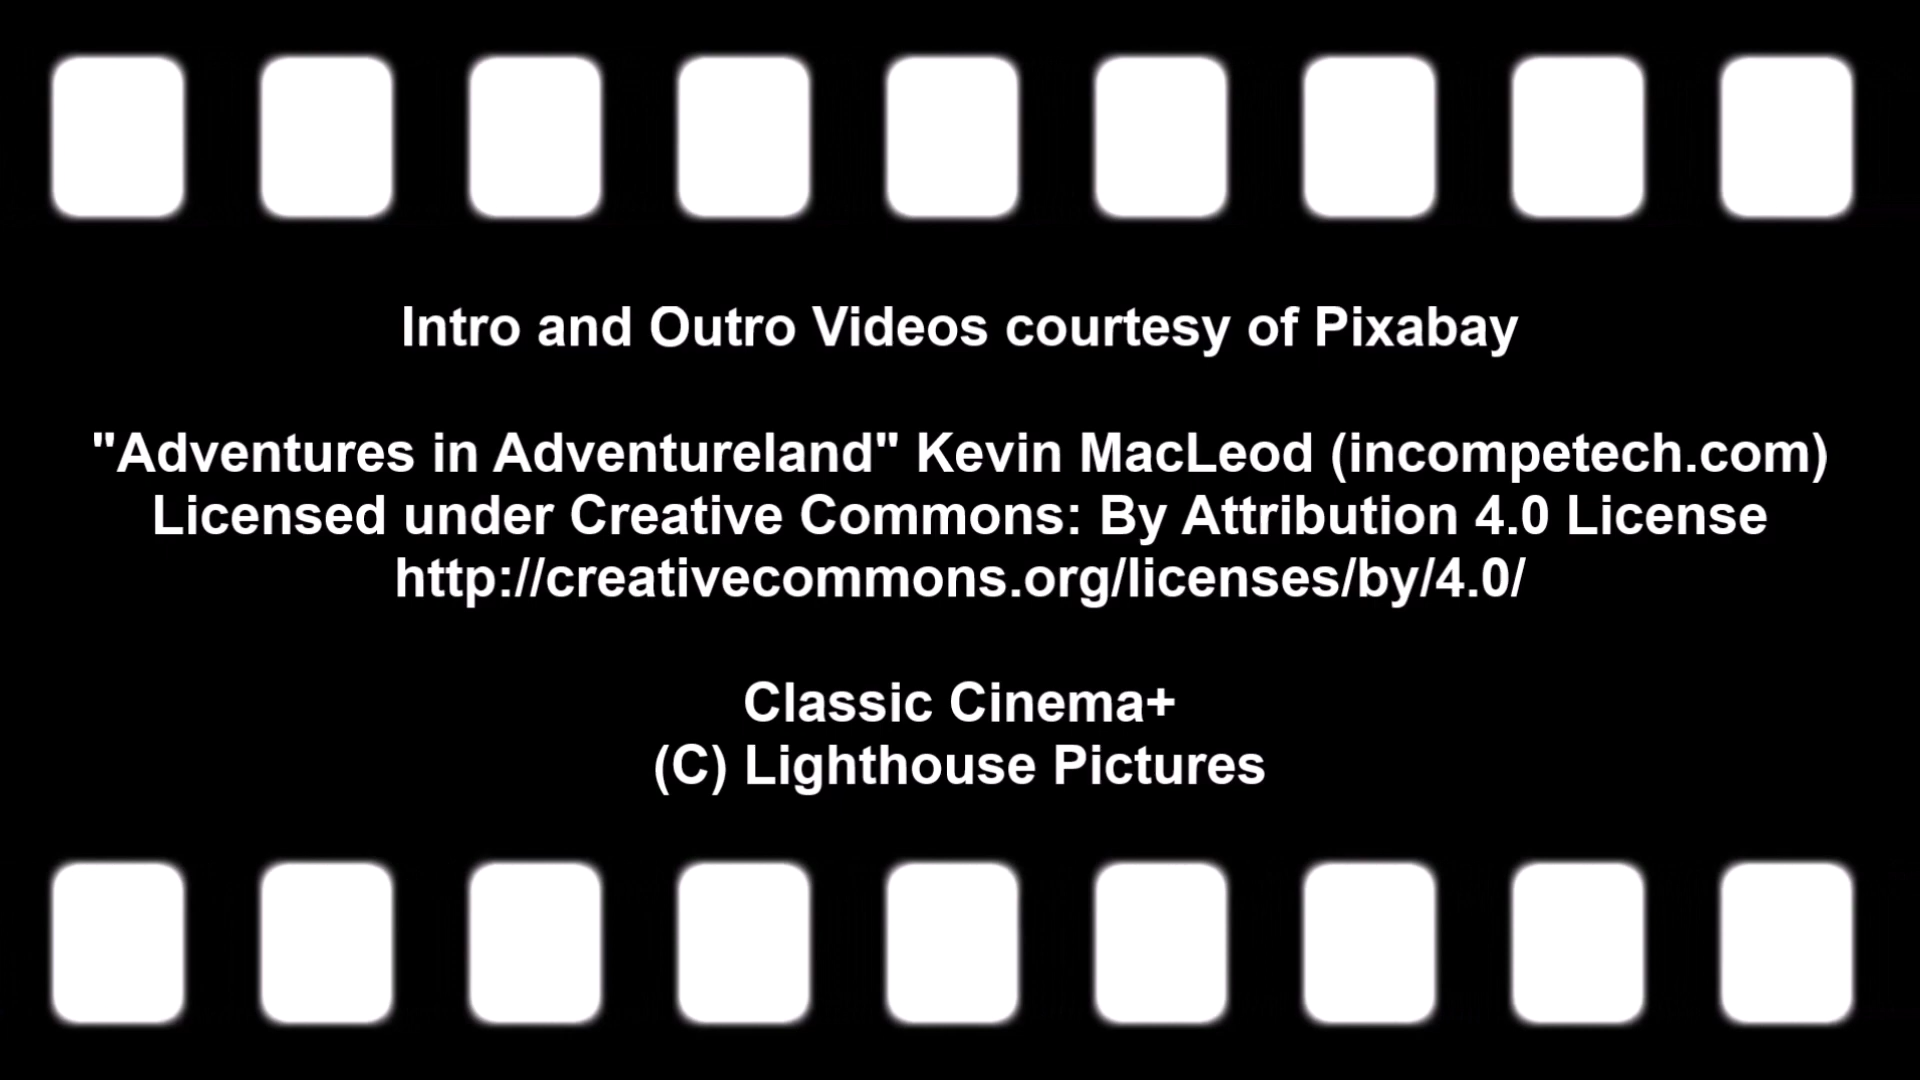 Intro and Outro Videos courtesy of Pixabay
"Adventures in Adventureland" Kevin MacLeod (incompetech.com)
Licensed under Creative Commons: By Attribution 4.0 License
http://creativecommons.org/licenses/by/4.0/
Classic Cinema+
(C) Lighthouse Pictures